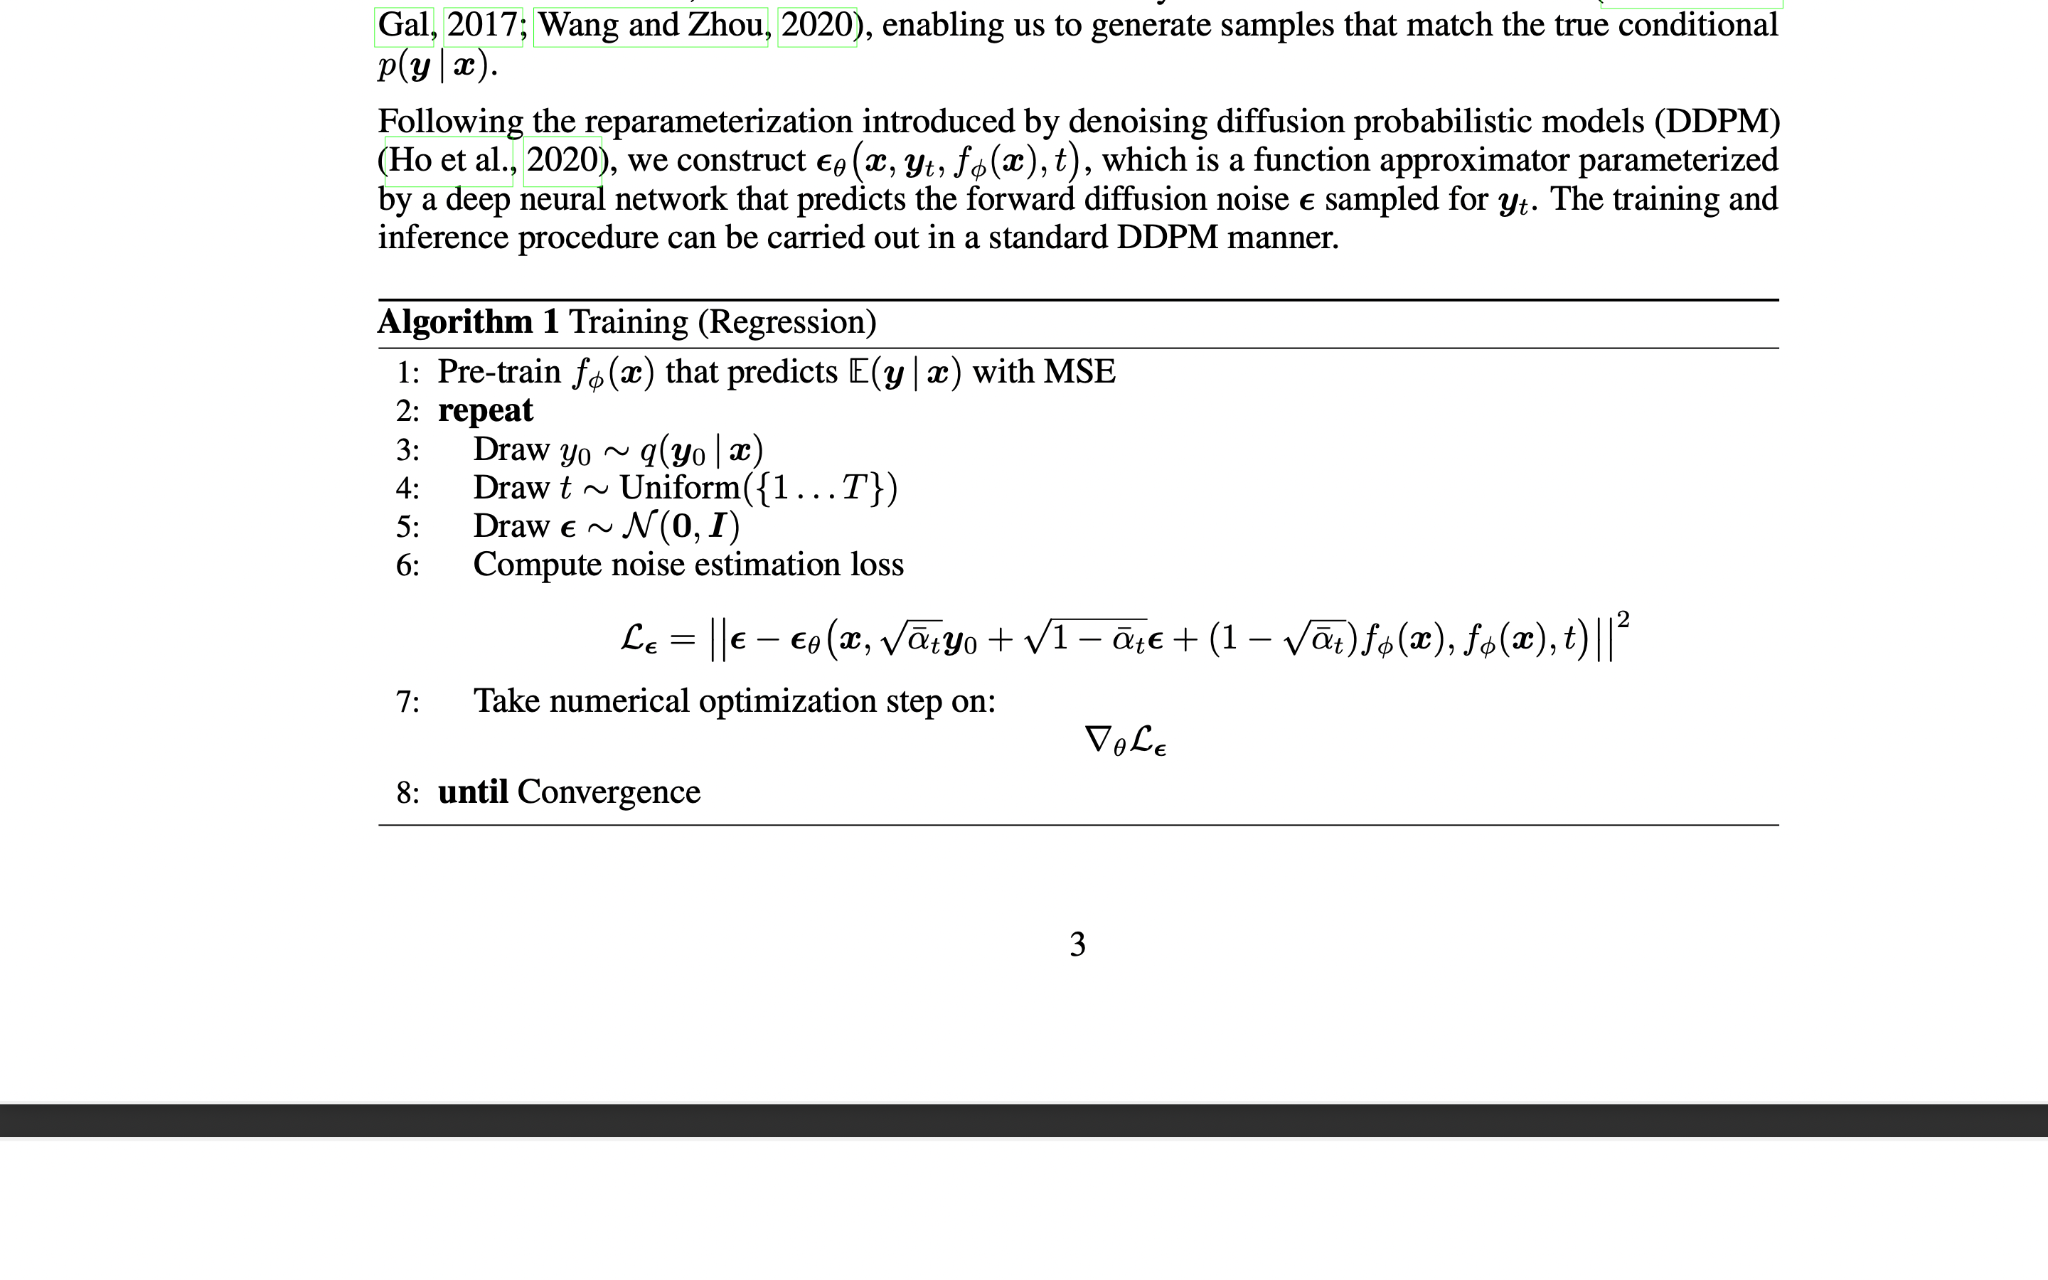 Gal, 2017; Wang and Zhou, 2020), enabling us to generate samples that match the true conditional
p(y | x).
Following the reparameterization introduced by denoising diffusion probabilistic models (DDPM)
(Ho et al., 2020), we construct ϵθ(x, yt, fϕ(x), t), which is a function approximator parameterized
by a deep neural network that predicts the forward diffusion noise ϵ sampled for yt. The training and
inference procedure can be carried out in a standard DDPM manner.
Algorithm 1 Training (Regression)
1: Pre-train fϕ(x) that predicts 𝔼(y | x) with MSE
2: repeat
3: Draw y₀ ∼ q(y₀ | x)
4: Draw t ∼ Uniform({1 . . . T})
5: Draw ϵ ∼ 𝒩(0, I)
6: Compute noise estimation loss
ℒϵ = ||ϵ − ϵθ(x, √ᾱt y₀ + √1 − ᾱt ϵ + (1 − √ᾱt)fϕ(x), fϕ(x), t)||²
7: Take numerical optimization step on:
∇θℒϵ
8: until Convergence
3